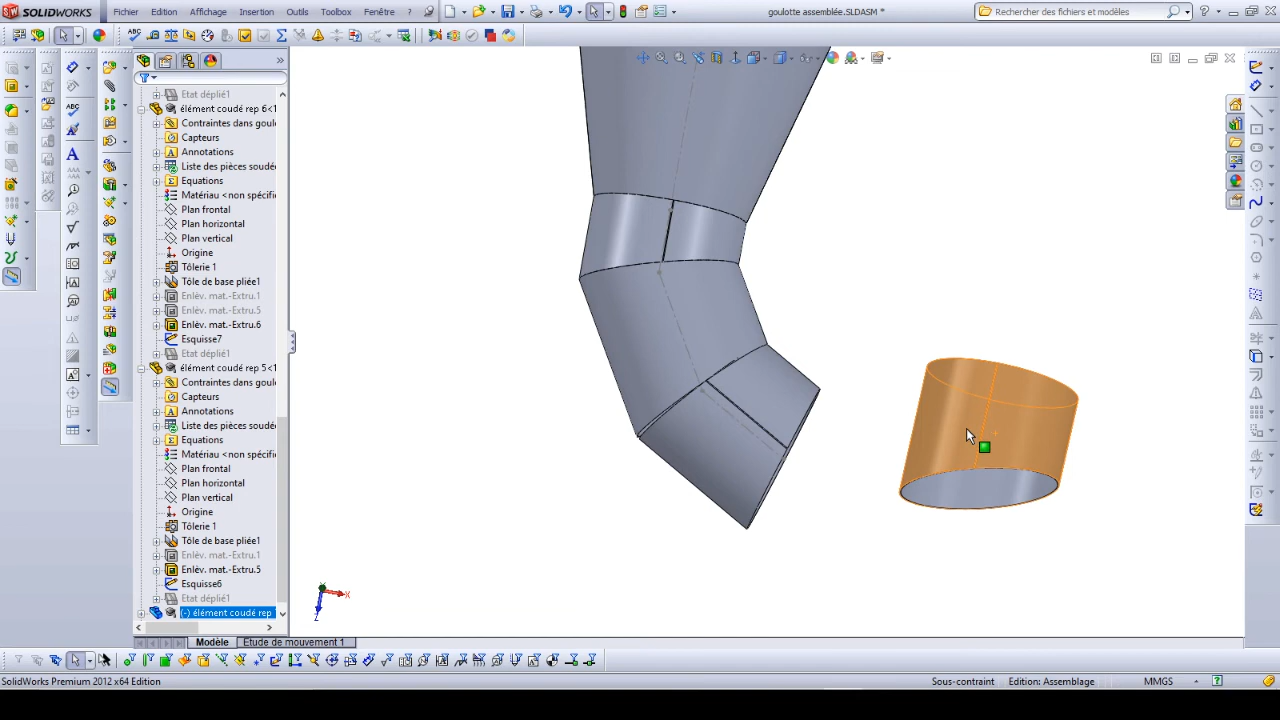 SOLIDWORKS
Fichier Edition Affichage Insertion Outils Toolbox Fenêtre ?
goulotte assemblée.SLDASM *
Rechercher des fichiers et modèles
Etat déplié1
élément coudé rep 6<1
Contraintes dans goul
Capteurs
Annotations
Liste des pièces soudée
Equations
Matériau <non spécifi
Plan frontal
Plan horizontal
Plan vertical
Origine
Tôlerie 1
Tôle de base pliée1
Enlèv. mat.-Extru.1
Enlèv. mat.-Extru.5
Enlèv. mat.-Extru.6
Esquisse7
Etat déplié1
élément coudé rep 5<1
Contraintes dans goul
Capteurs
Annotations
Liste des pièces soudée
Equations
Matériau <non spécifi
Plan frontal
Plan horizontal
Plan vertical
Origine
Tôlerie 1
Tôle de base pliée1
Enlèv. mat.-Extru.1
Enlèv. mat.-Extru.5
Esquisse6
Etat déplié1
(-) élément coudé rep
X
Z
Modèle
Etude de mouvement 1
SolidWorks Premium 2012 x64 Edition
Sous-contraint
Edition: Assemblage
MMGS